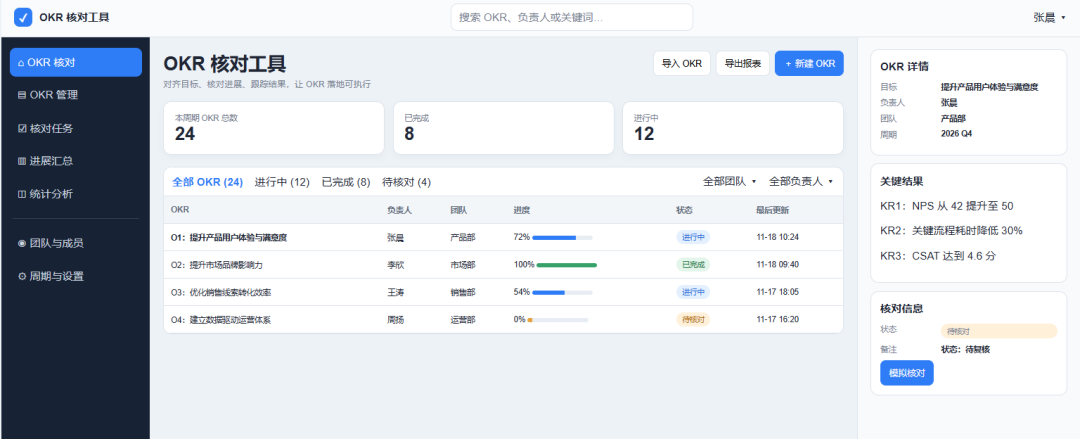 OKR 核对工具
搜索 OKR、负责人或关键词...
张晨
OKR 核对
OKR 管理
核对任务
进展汇总
统计分析
团队与成员
周期与设置
OKR 核对工具
对齐目标、核对进展，跟踪结果，让 OKR 落地可执行
导入 OKR
导出报表
+ 新建 OKR
本周期 OKR 总数
24
已完成
8
进行中
12
全部 OKR (24) 进行中 (12) 已完成 (8) 待核对 (4) 全部团队 全部负责人
OKR 负责人 团队 进度 状态 最后更新
O1：提升产品用户体验与满意度 张晨 产品部 72% 进行中 11-18 10:24
O2：提升市场品牌影响力 李欣 市场部 100% 已完成 11-18 09:40
O3：优化销售线索转化效率 王涛 销售部 54% 进行中 11-17 18:05
O4：建立数据驱动运营体系 周扬 运营部 0% 待核对 11-17 16:20
OKR 详情
目标 提升产品用户体验与满意度
负责人 张晨
团队 产品部
周期 2026 Q4
关键结果
KR1：NPS 从 42 提升至 50
KR2：关键流程耗时降低 30%
KR3：CSAT 达到 4.6 分
核对信息
状态 待核对
备注 状态：待复核
模拟核对